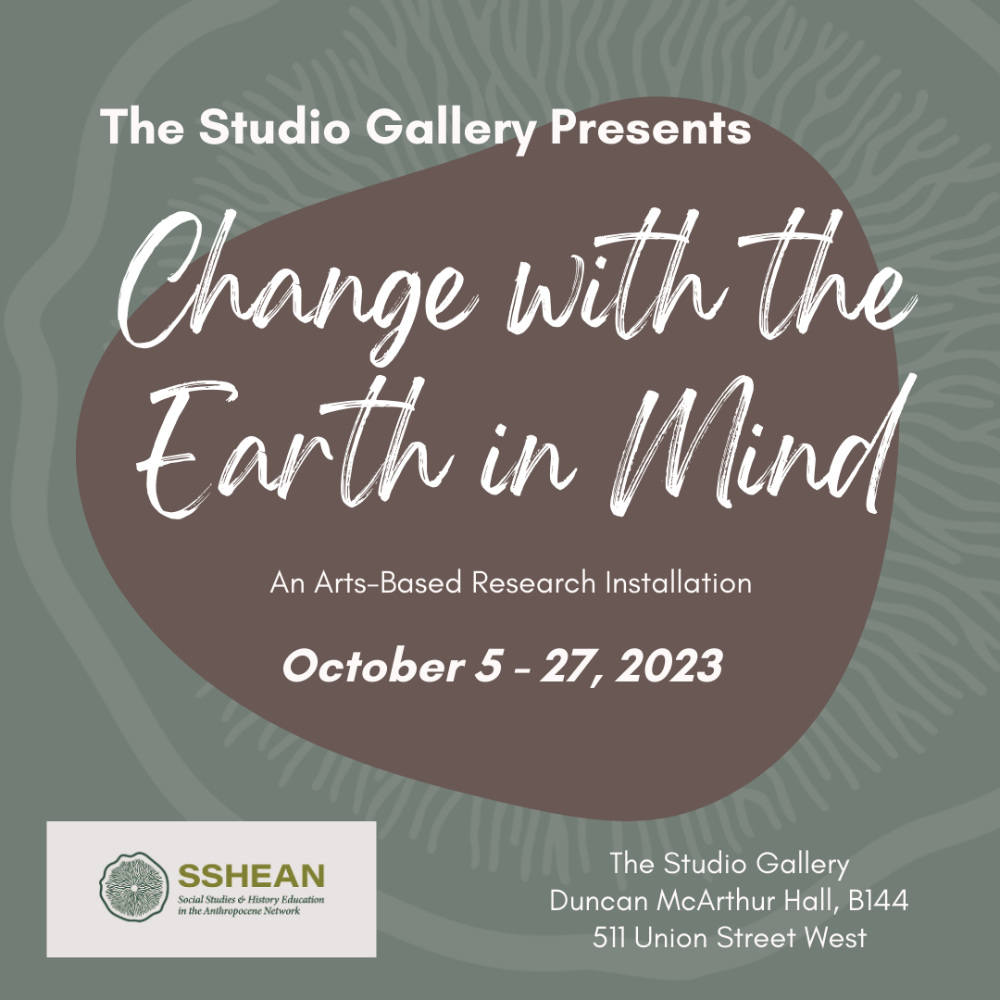 The Studio Gallery Presents
Change with the
Earth in Mind
An Arts-Based Research Installation
October 5 - 27, 2023
SSHEAN
Social Studies & History Education
in the Anthropocene Network
The Studio Gallery
Duncan McArthur Hall, B144
511 Union Street West